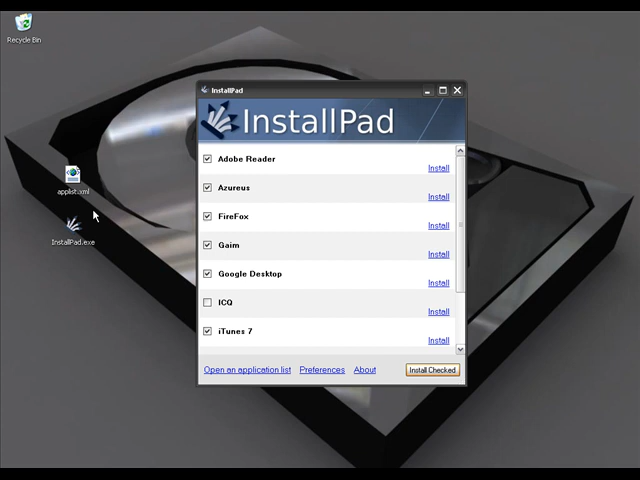 Recycle Bin
applist.xml
InstallPad.exe
InstallPad
InstallPad
Adobe Reader
Install
Azureus
Install
FireFox
Install
Gaim
Install
Google Desktop
Install
ICQ
Install
iTunes 7
Install
Open an application list Preferences About Install Checked